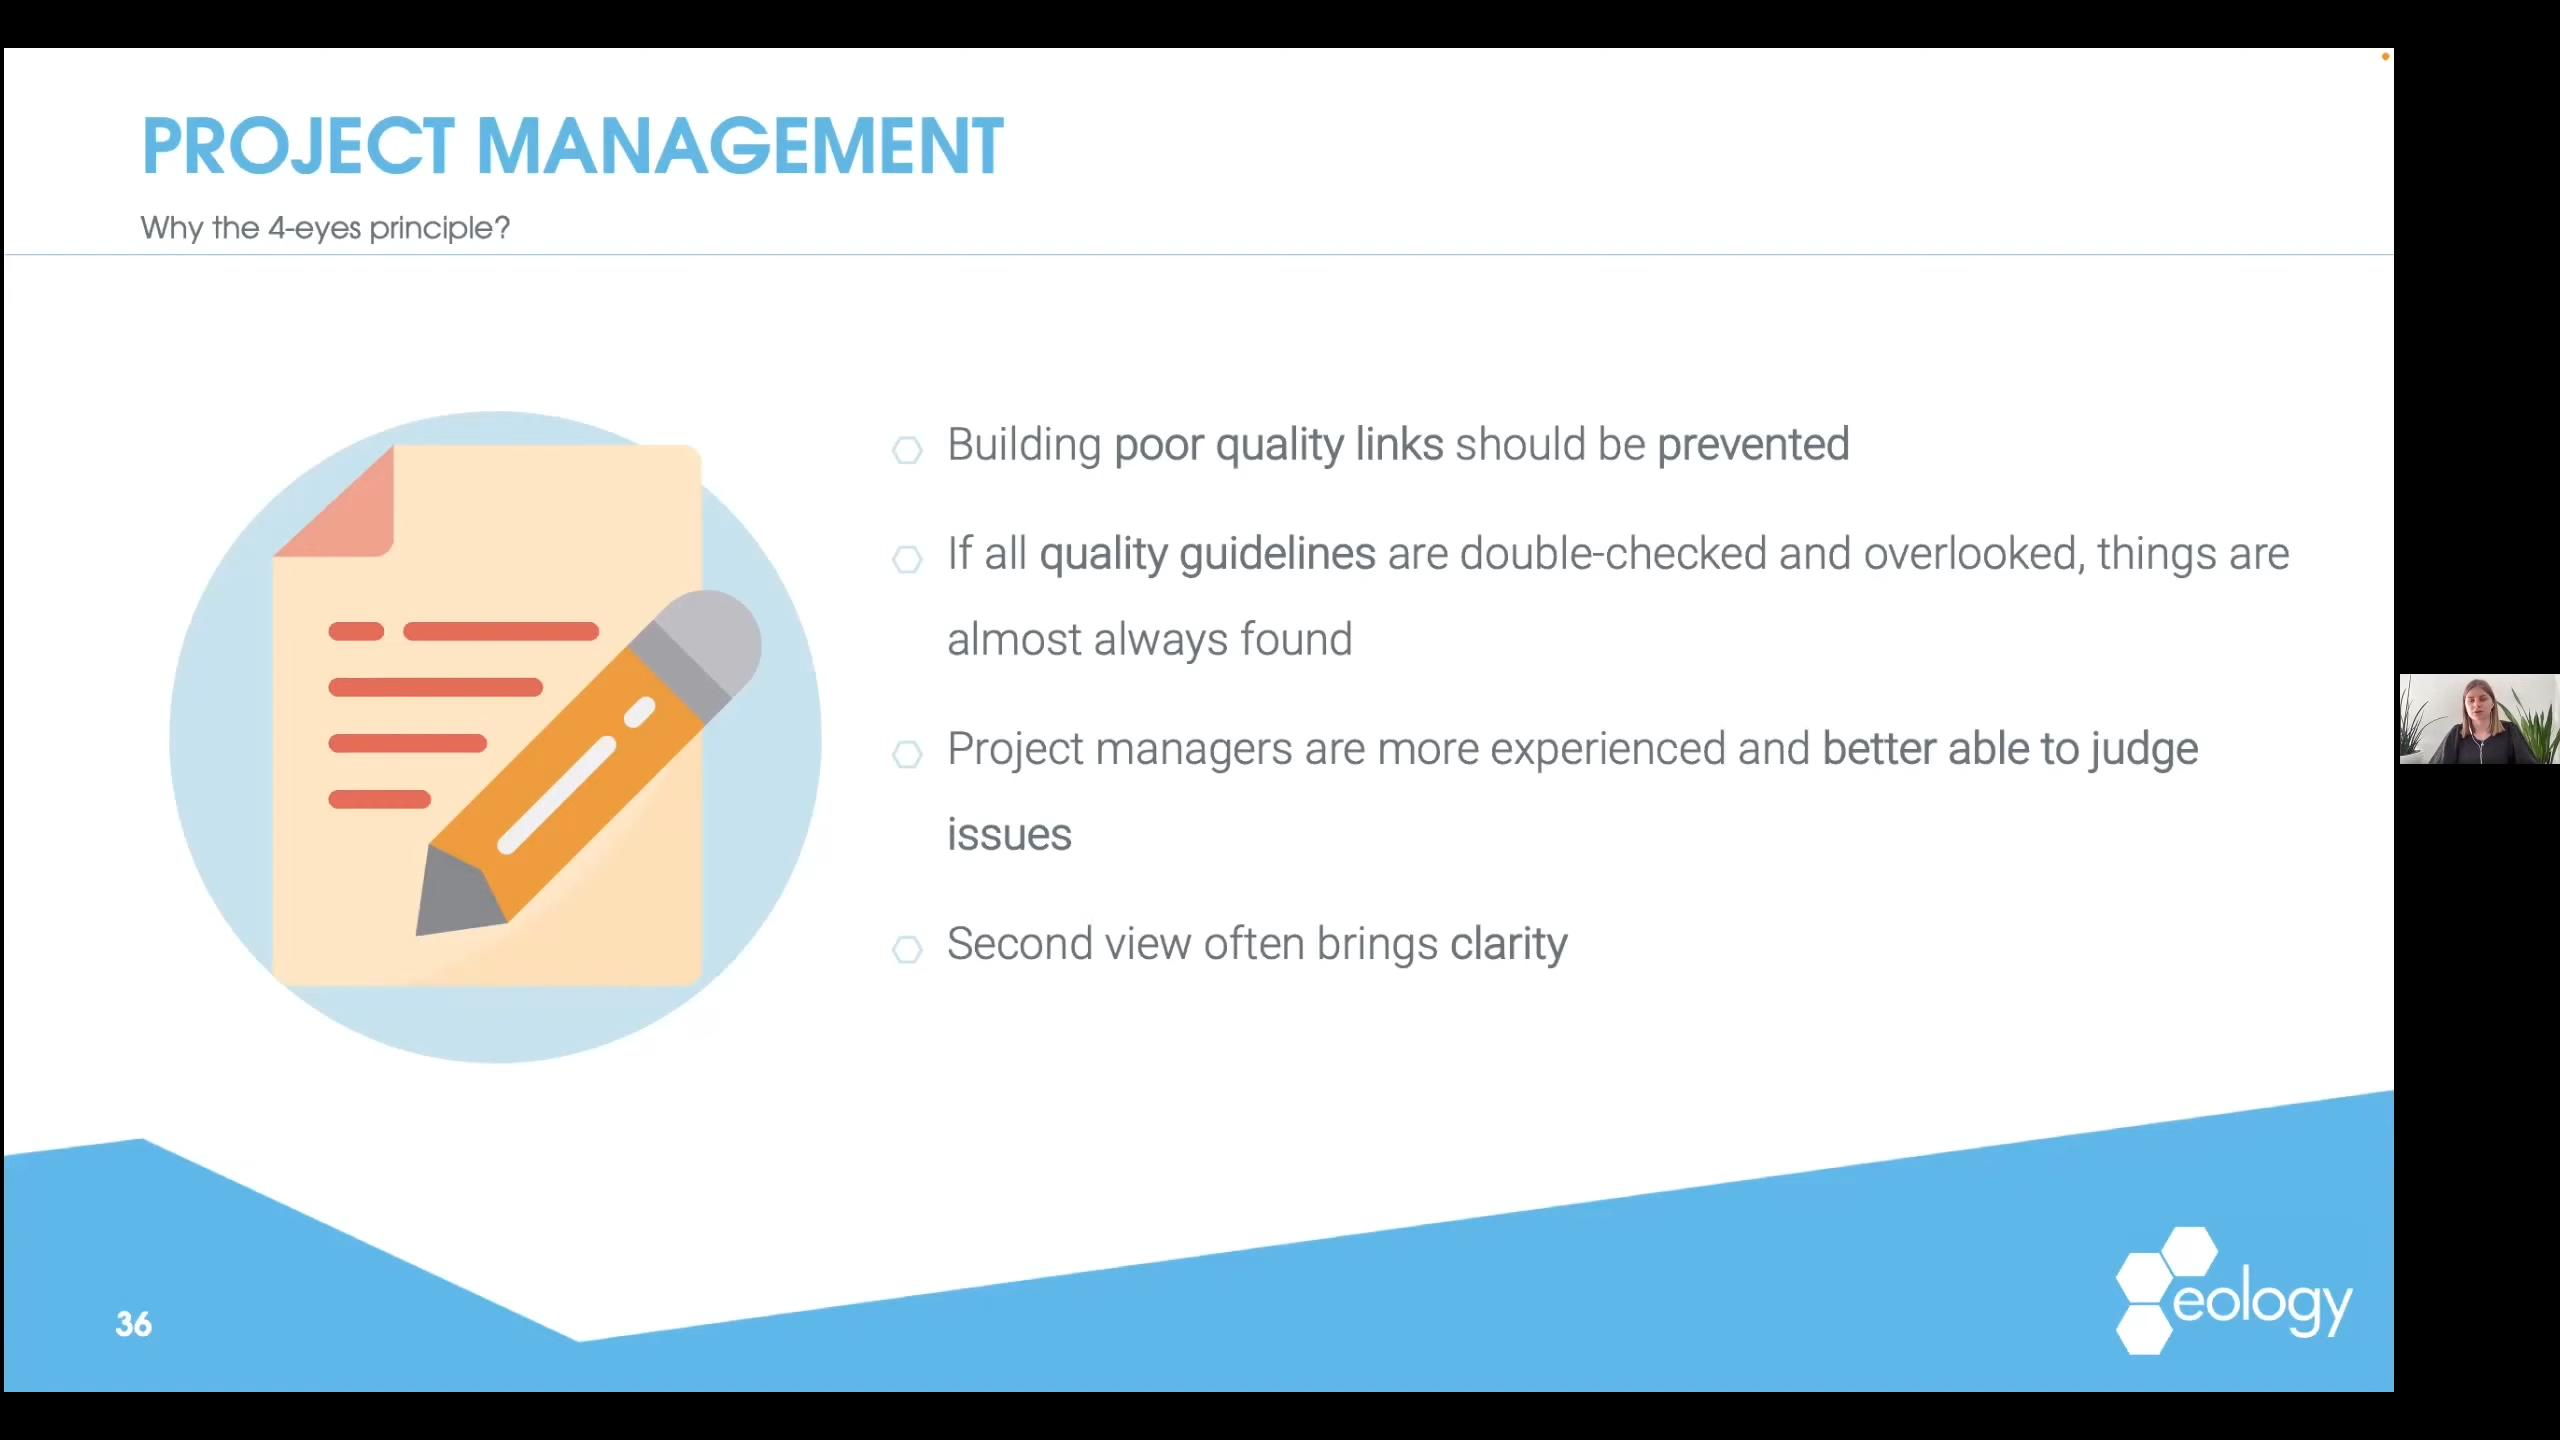 PROJECT MANAGEMENT
Why the 4-eyes principle?
Building poor quality links should be prevented
If all quality guidelines are double-checked and overlooked, things are
almost always found
Project managers are more experienced and better able to judge
issues
Second view often brings clarity
36
eology